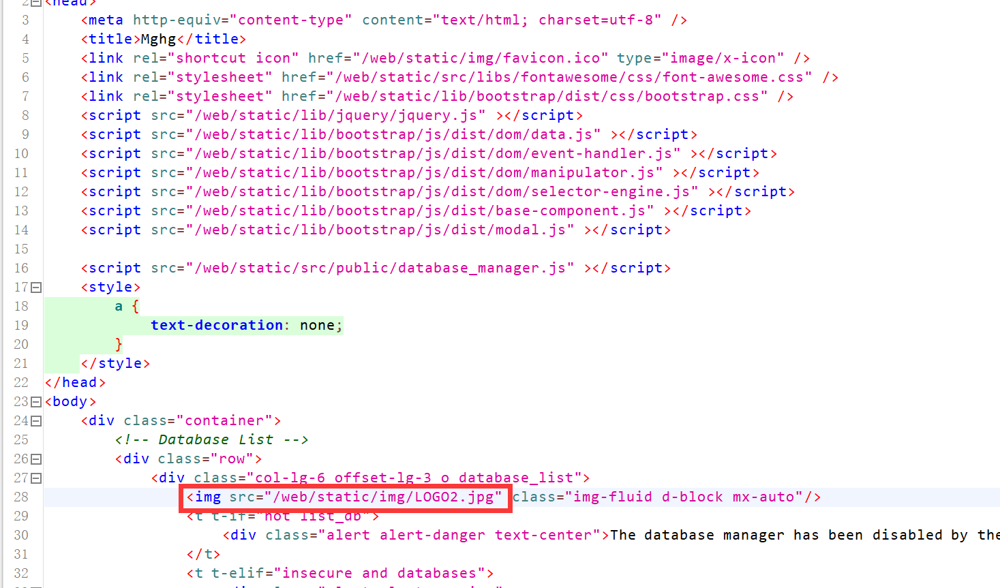 2 <head>
3 <meta http-equiv="content-type" content="text/html; charset=utf-8" />
4 <title>Mghg</title>
5 <link rel="shortcut icon" href="/web/static/img/favicon.ico" type="image/x-icon" />
6 <link rel="stylesheet" href="/web/static/src/libs/fontawesome/css/font-awesome.css" />
7 <link rel="stylesheet" href="/web/static/lib/bootstrap/dist/css/bootstrap.css" />
8 <script src="/web/static/lib/jquery/jquery.js" ></script>
9 <script src="/web/static/lib/bootstrap/js/dist/dom/data.js" ></script>
10 <script src="/web/static/lib/bootstrap/js/dist/dom/event-handler.js" ></script>
11 <script src="/web/static/lib/bootstrap/js/dist/dom/manipulator.js" ></script>
12 <script src="/web/static/lib/bootstrap/js/dist/dom/selector-engine.js" ></script>
13 <script src="/web/static/lib/bootstrap/js/dist/base-component.js" ></script>
14 <script src="/web/static/lib/bootstrap/js/dist/modal.js" ></script>
15
16 <script src="/web/static/src/public/database_manager.js" ></script>
17 <style>
18 a {
19 text-decoration: none;
20 }
21 </style>
22 </head>
23 <body>
24 <div class="container">
25 <!-- Database List -->
26 <div class="row">
27 <div class="col-lg-6 offset-lg-3 o_database_list">
28 <img src="/web/static/img/LOGO2.jpg" class="img-fluid d-block mx-auto"/>
29 <t t-if="not list_db">
30 <div class="alert alert-danger text-center">The database manager has been disabled by the
31 </t>
32 <t t-elif="insecure and databases">